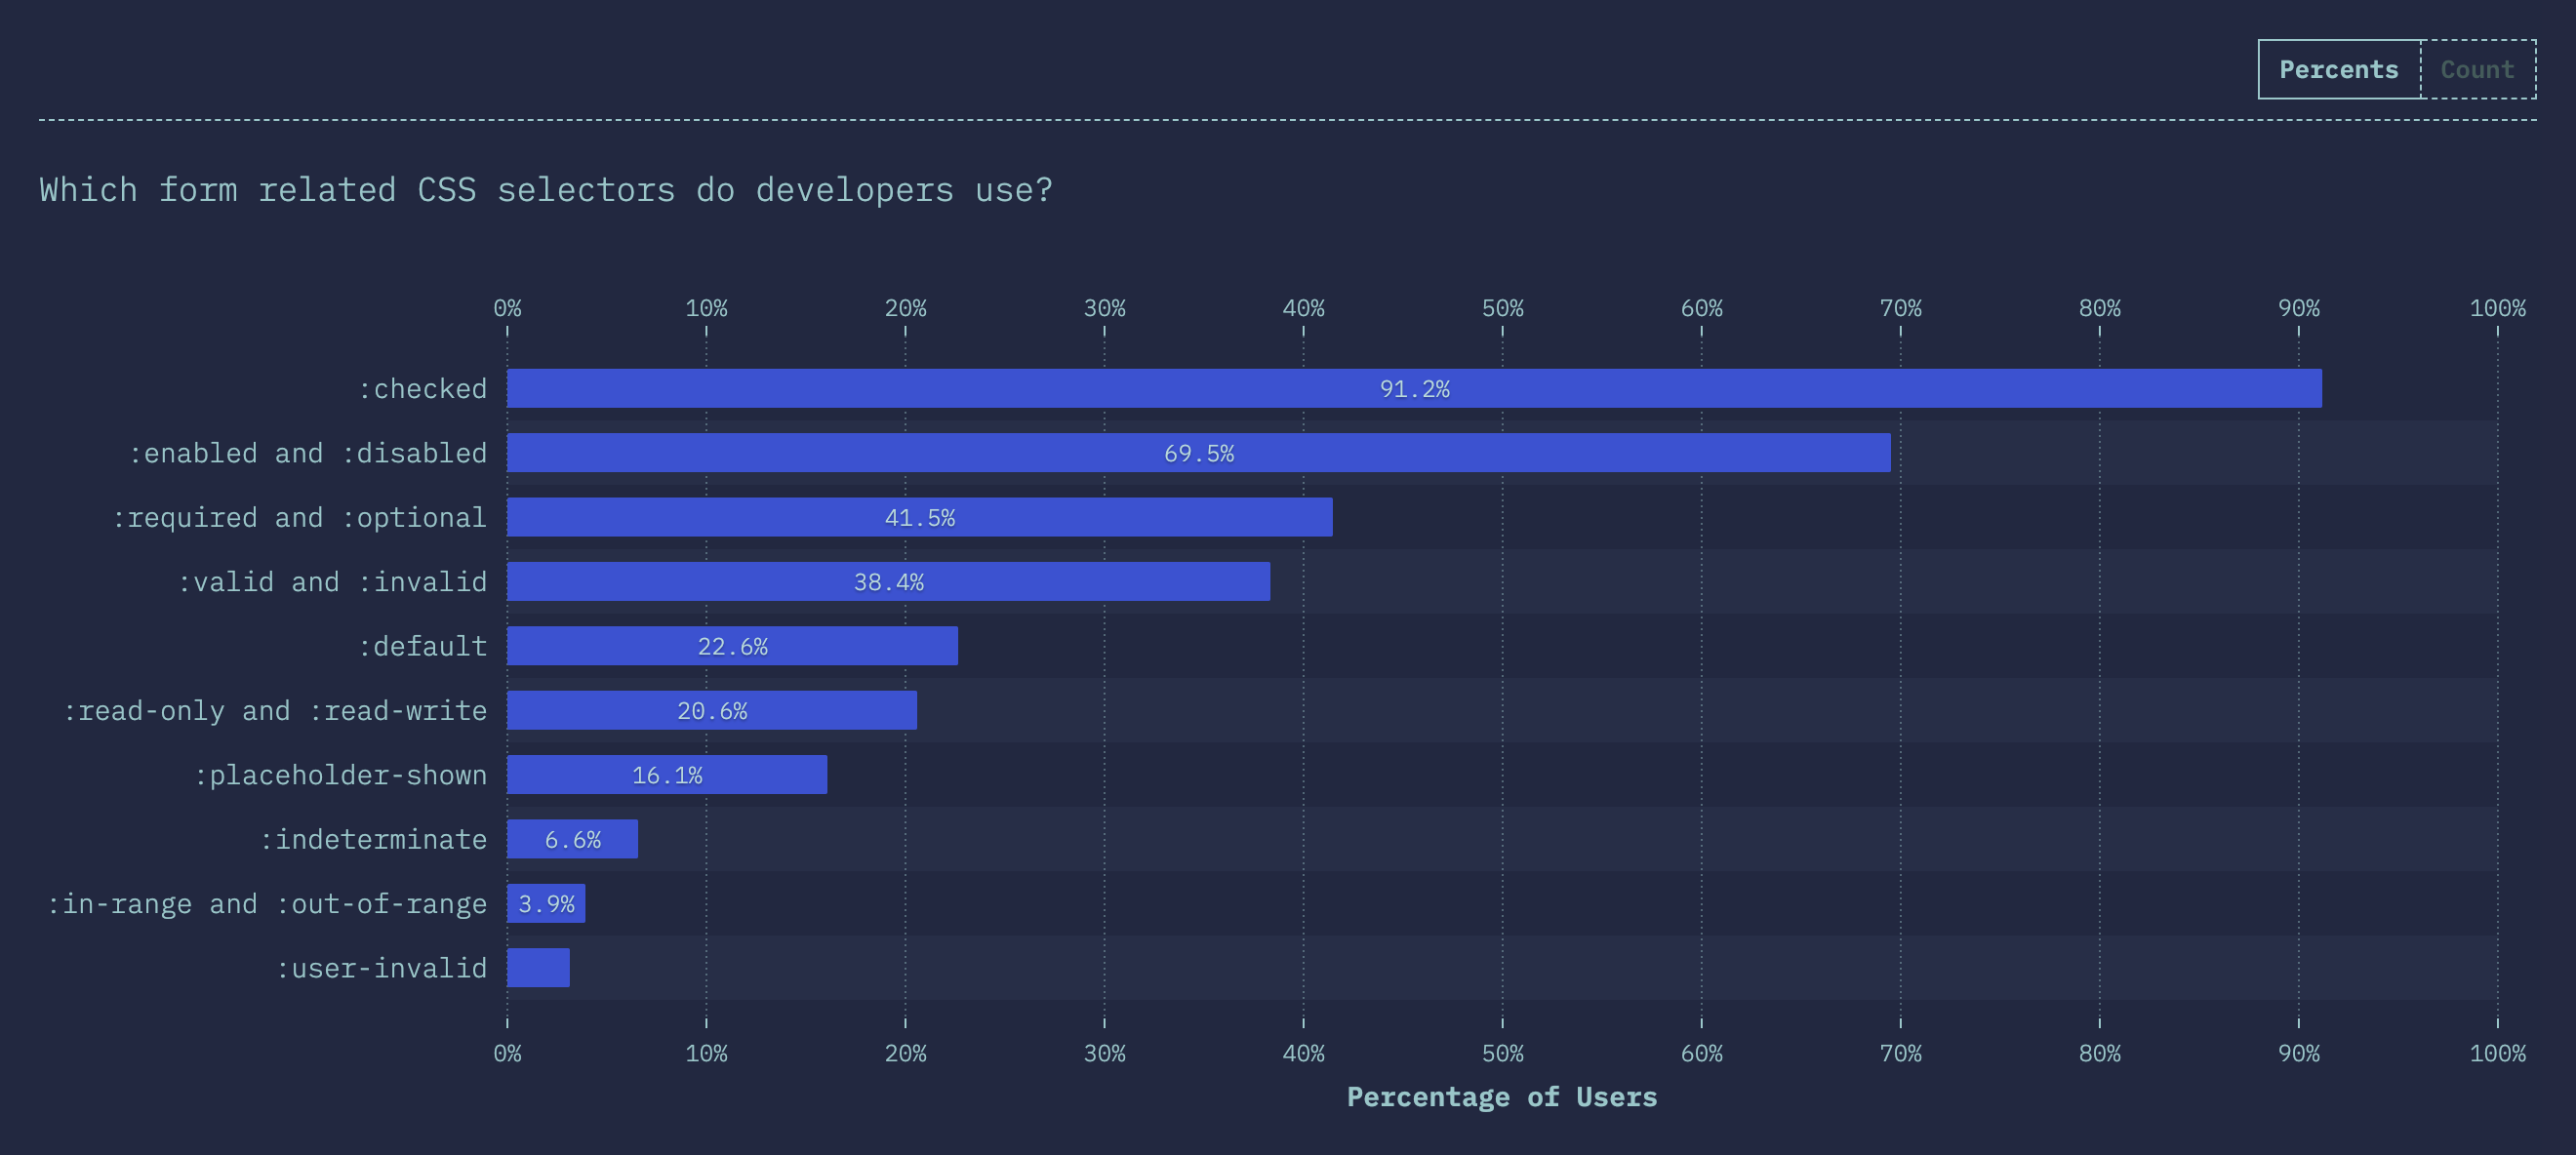 Percents Count
Which form related CSS selectors do developers use?
0% 10% 20% 30% 40% 50% 60% 70% 80% 90% 100%
:checked 91.2%
:enabled and :disabled 69.5%
:required and :optional 41.5%
:valid and :invalid 38.4%
:default 22.6%
:read-only and :read-write 20.6%
:placeholder-shown 16.1%
:indeterminate 6.6%
:in-range and :out-of-range 3.9%
:user-invalid
0% 10% 20% 30% 40% 50% 60% 70% 80% 90% 100%
Percentage of Users